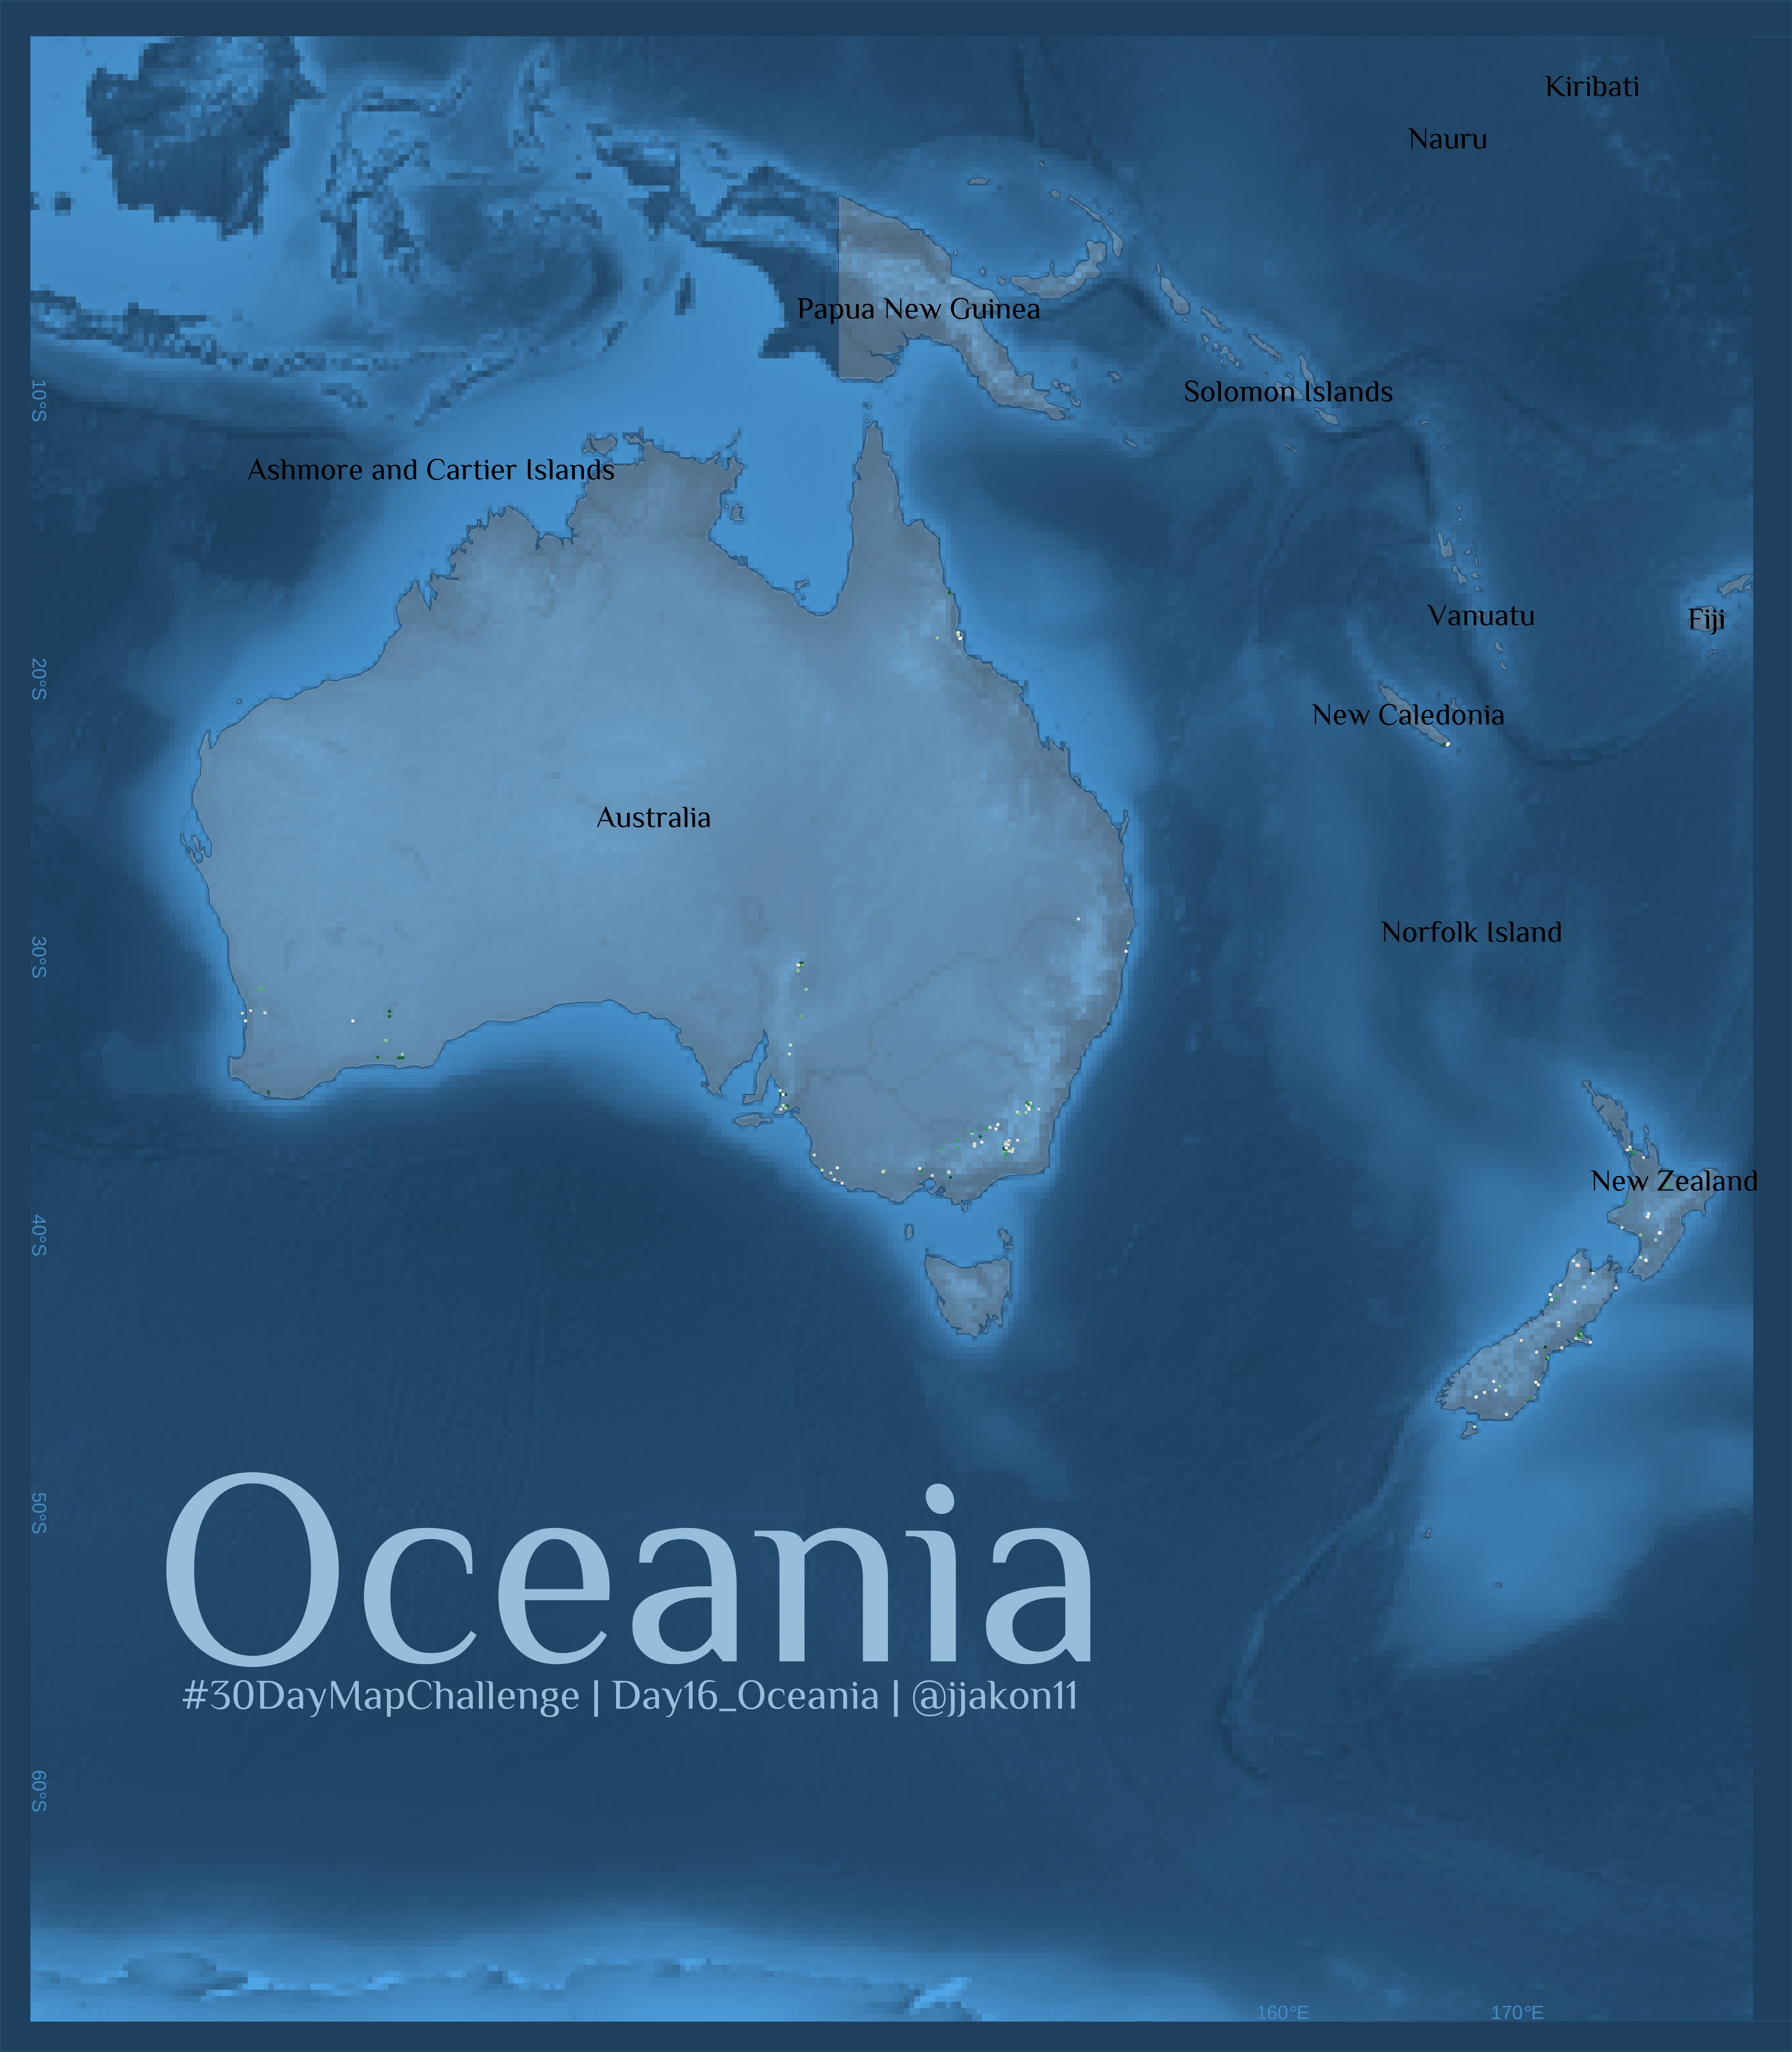 Kiribati
Nauru
Papua New Guinea
Solomon Islands
10°S
Ashmore and Cartier Islands
Vanuatu
Fiji
20°S
New Caledonia
Australia
Norfolk Island
30°S
New Zealand
40°S
50°S
Oceania
#30DayMapChallenge | Day16_Oceania | @jjakon11
60°S
160°E
170°E